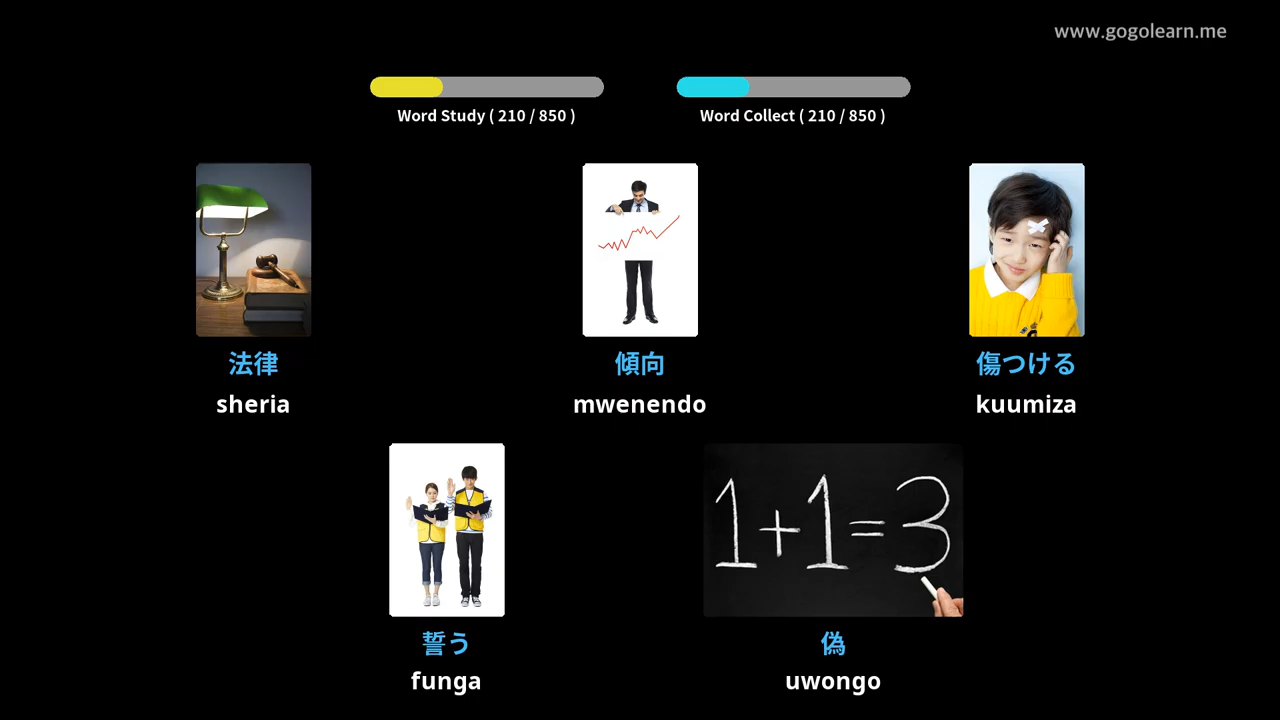 www.gogolearn.me
Word Study ( 210 / 850 )
Word Collect ( 210 / 850 )
法律
sheria
傾向
mwenendo
傷つける
kuumiza
誓う
funga
1+1=3
偽
uwongo